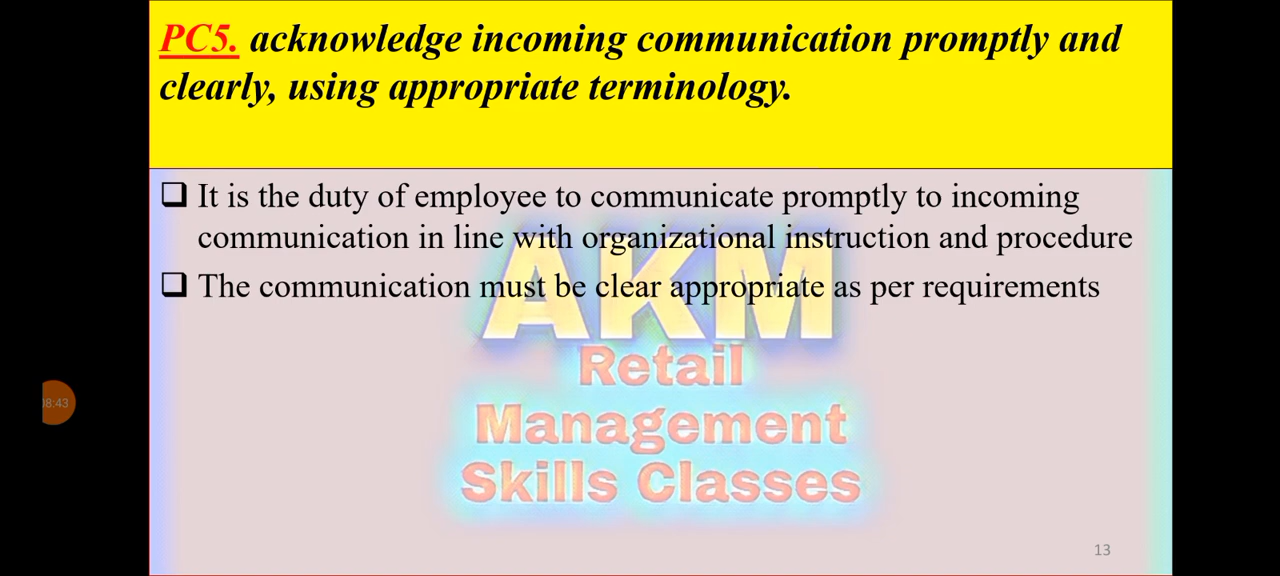 PC5. acknowledge incoming communication promptly and
clearly, using appropriate terminology.
It is the duty of employee to communicate promptly to incoming
communication in line with organizational instruction and procedure
The communication must be clear appropriate as per requirements
AKM
Retail
Management
Skills Classes
08:43
13